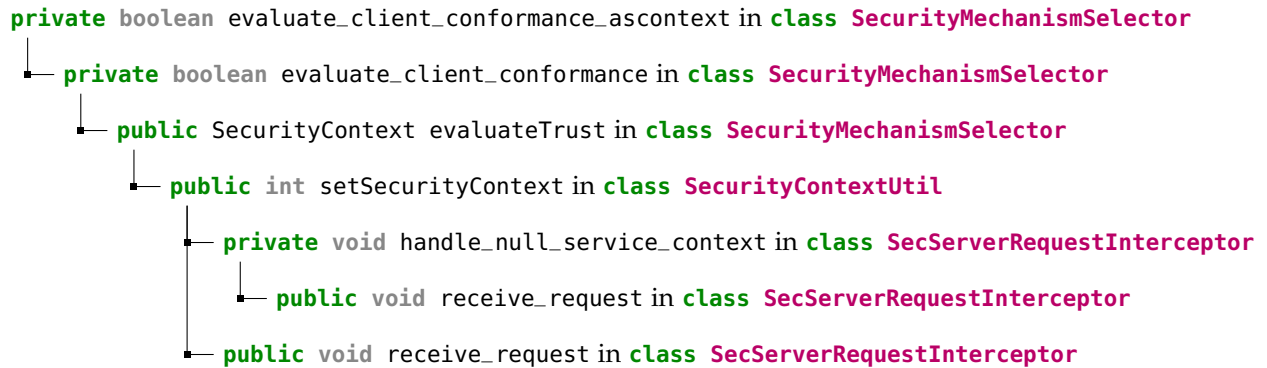 private boolean evaluate_client_conformance_ascontext in class SecurityMechanismSelector
private boolean evaluate_client_conformance in class SecurityMechanismSelector
public SecurityContext evaluateTrust in class SecurityMechanismSelector
public int setSecurityContext in class SecurityContextUtil
private void handle_null_service_context in class SecServerRequestInterceptor
public void receive_request in class SecServerRequestInterceptor
public void receive_request in class SecServerRequestInterceptor